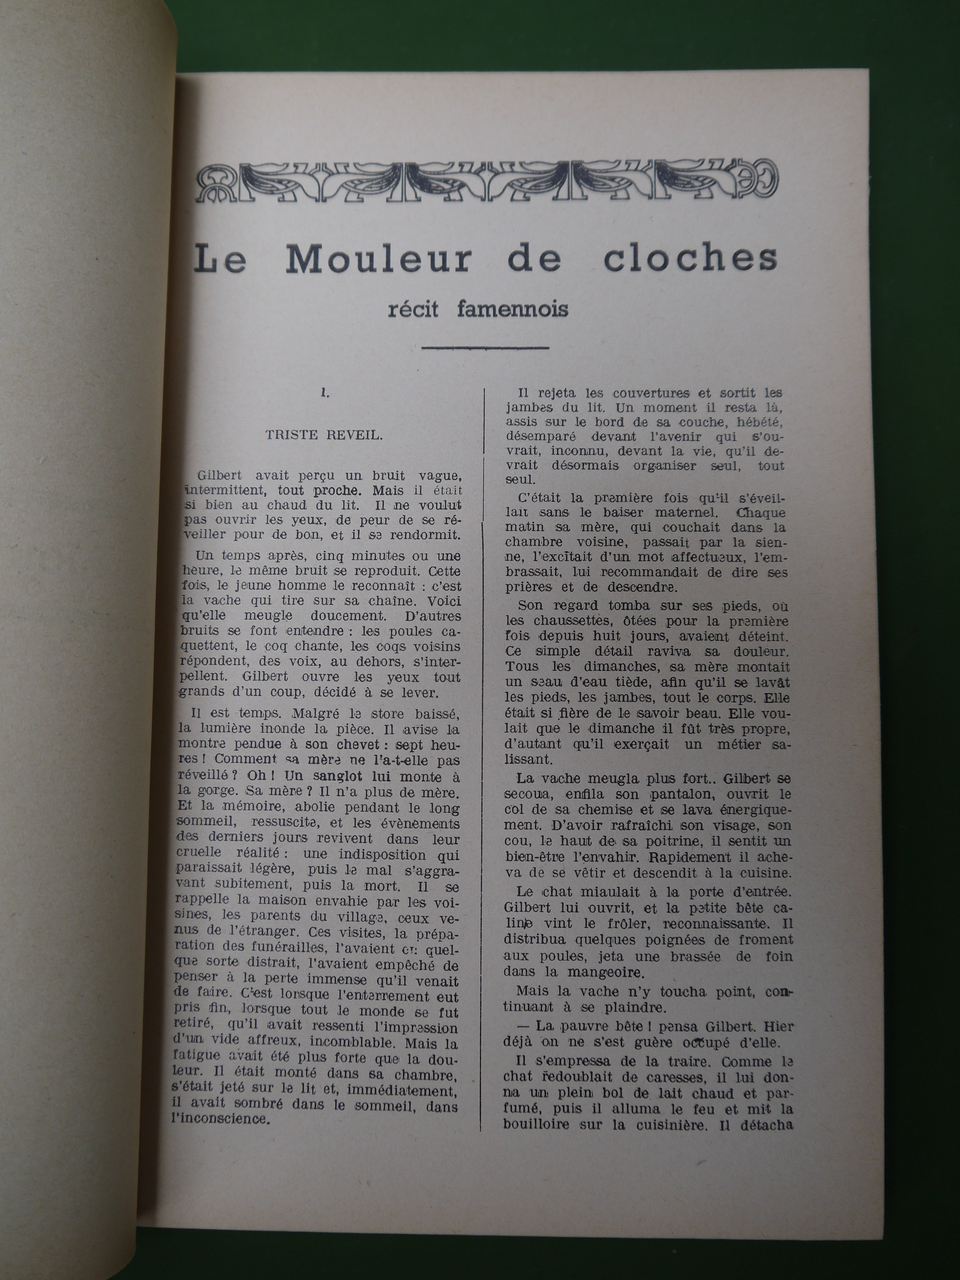 Le Mouleur de cloches
récit famennois
I.
TRISTE REVEIL.
Gilbert avait perçu un bruit vague,
intermittent, tout proche. Mais il était
si bien au chaud du lit. Il ne voulut
pas ouvrir les yeux, de peur de se ré-
veiller pour de bon, et il se rendormit.
Un temps après, cinq minutes ou une
heure, le même bruit se reproduit. Cette
fois, le jeune homme le reconnaît : c'est
la vache qui tire sur sa chaîne. Voici
qu'elle meugle doucement. D'autres
bruits se font entendre : les poules ca-
quettent, le coq chante, les coqs voisins
répondent, des voix, au dehors, s'inter-
pellent. Gilbert ouvre les yeux tout
grands d'un coup, décidé à se lever.
Il est temps. Malgré le store baissé,
la lumière inonde la pièce. Il avise la
montre pendue à son chevet : sept heu-
res ! Comment sa mère ne l'a-t-elle pas
réveillé ? Oh ! Un sanglot lui monte à
la gorge. Sa mère ? Il n'a plus de mère.
Et la mémoire, abolie pendant le long
sommeil, ressuscite, et les évènements
des derniers jours revivent dans leur
cruelle réalité : une indisposition qui
paraissait légère, puis le mal s'aggra-
vant subitement, puis la mort. Il se
rappelle la maison envahie par les voi-
sines, les parents du village, ceux ve-
nus de l'étranger. Ces visites, la prépa-
ration des funérailles, l'avaient en quel-
que sorte distrait, l'avaient empêché de
penser à la perte immense qu'il venait
de faire. C'est lorsque l'enterrement eut
pris fin, lorsque tout le monde se fut
retiré, qu'il avait ressenti l'impression
d'un vide affreux, incomblable. Mais la
fatigue avait été plus forte que la dou-
leur. Il était monté dans sa chambre,
s'était jeté sur le lit et, immédiatement,
il avait sombré dans le sommeil, dans
l'inconscience.
Il rejeta les couvertures et sortit les
jambes du lit. Un moment il resta là,
assis sur le bord de sa couche, hébété,
désemparé devant l'avenir qui s'ou-
vrait, inconnu, devant la vie, qu'il de-
vrait désormais organiser seul, tout
seul.
C'était la première fois qu'il s'éveil-
lait sans le baiser maternel. Chaque
matin sa mère, qui couchait dans la
chambre voisine, passait par la sien-
ne, l'excitait d'un mot affectueux, l'em-
brassait, lui recommandait de dire ses
prières et de descendre.
Son regard tomba sur ses pieds, où
les chaussettes, ôtées pour la première
fois depuis huit jours, avaient déteint.
Ce simple détail raviva sa douleur.
Tous les dimanches, sa mère montait
un seau d'eau tiède, afin qu'il se lavât
les pieds, les jambes, tout le corps. Elle
était si fière de le savoir beau. Elle vou-
lait que le dimanche il fût très propre,
d'autant qu'il exerçait un métier sa-
lissant.
La vache meugla plus fort.. Gilbert se
secoua, enfila son pantalon, ouvrit le
col de sa chemise et se lava énergique-
ment. D'avoir rafraîchi son visage, son
cou, le haut de sa poitrine, il sentit un
bien-être l'envahir. Rapidement il ache-
va de se vêtir et descendit à la cuisine.
Le chat miaulait à la porte d'entrée.
Gilbert lui ouvrit, et la petite bête ca-
line vint le frôler, reconnaissante. Il
distribua quelques poignées de froment
aux poules, jeta une brassée de foin
dans la mangeoire.
Mais la vache n'y toucha point, con-
tinuant à se plaindre.
— La pauvre bête ! pensa Gilbert. Hier
déjà on ne s'est guère occupé d'elle.
Il s'empressa de la traire. Comme le
chat redoublait de caresses, il lui don-
na un plein bol de lait chaud et par-
fumé, puis il alluma le feu et mit la
bouilloire sur la cuisinière. Il détacha